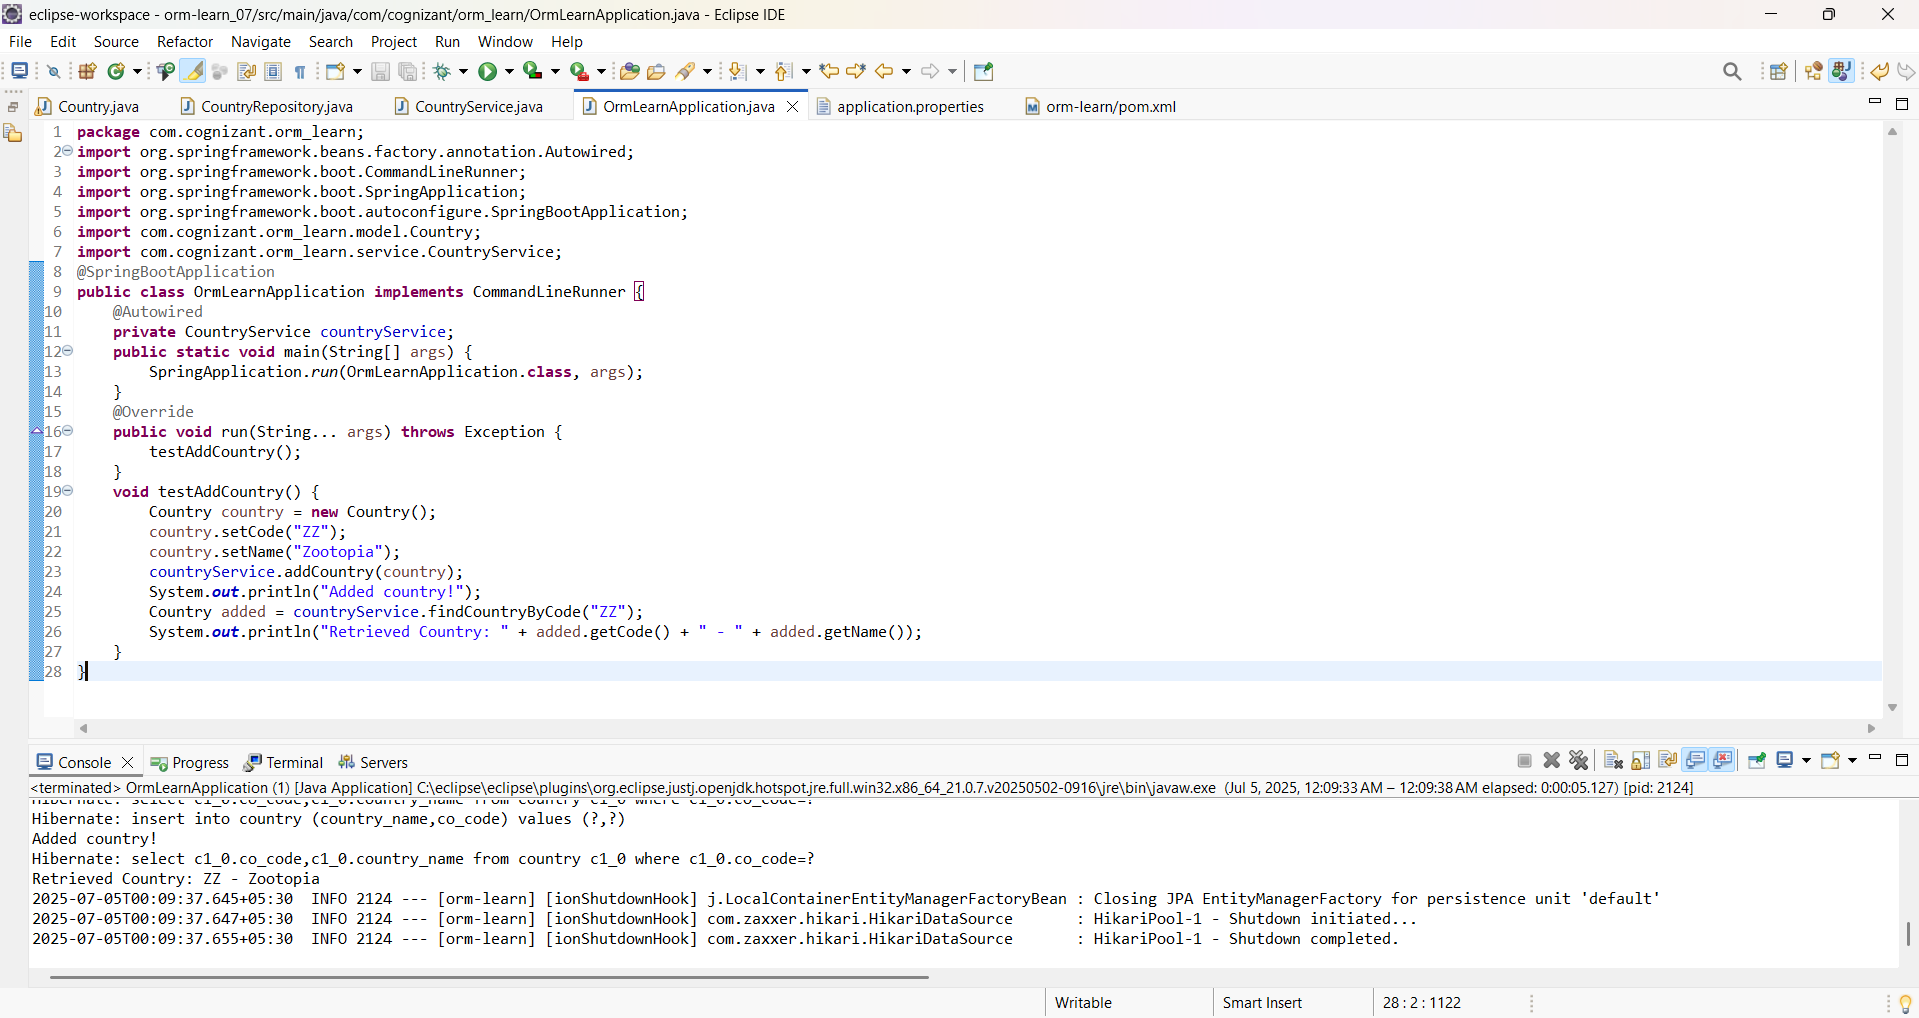 eclipse-workspace - orm-learn_07/src/main/java/com/cognizant/orm_learn/OrmLearnApplication.java - Eclipse IDE
File Edit Source Refactor Navigate Search Project Run Window Help
Country.java CountryRepository.java CountryService.java OrmLearnApplication.java application.properties orm-learn/pom.xml
1 package com.cognizant.orm_learn;
2 import org.springframework.beans.factory.annotation.Autowired;
3 import org.springframework.boot.CommandLineRunner;
4 import org.springframework.boot.SpringApplication;
5 import org.springframework.boot.autoconfigure.SpringBootApplication;
6 import com.cognizant.orm_learn.model.Country;
7 import com.cognizant.orm_learn.service.CountryService;
8 @SpringBootApplication
9 public class OrmLearnApplication implements CommandLineRunner {
10 @Autowired
11 private CountryService countryService;
12 public static void main(String[] args) {
13 SpringApplication.run(OrmLearnApplication.class, args);
14 }
15 @Override
16 public void run(String... args) throws Exception {
17 testAddCountry();
18 }
19 void testAddCountry() {
20 Country country = new Country();
21 country.setCode("ZZ");
22 country.setName("Zootopia");
23 countryService.addCountry(country);
24 System.out.println("Added country!");
25 Country added = countryService.findCountryByCode("ZZ");
26 System.out.println("Retrieved Country: " + added.getCode() + " - " + added.getName());
27 }
28 }
Console Progress Terminal Servers
<terminated> OrmLearnApplication (1) [Java Application] C:\eclipse\eclipse\plugins\org.eclipse.justj.openjdk.hotspot.jre.full.win32.x86_64_21.0.7.v20250502-0916\jre\bin\javaw.exe (Jul 5, 2025, 12:09:33 AM – 12:09:38 AM elapsed: 0:00:05.127) [pid: 2124]
Hibernate: select c1_0.co_code,c1_0.country_name from country c1_0 where c1_0.co_code=?
Hibernate: insert into country (country_name,co_code) values (?,?)
Added country!
Hibernate: select c1_0.co_code,c1_0.country_name from country c1_0 where c1_0.co_code=?
Retrieved Country: ZZ - Zootopia
2025-07-05T00:09:37.645+05:30 INFO 2124 --- [orm-learn] [ionShutdownHook] j.LocalContainerEntityManagerFactoryBean : Closing JPA EntityManagerFactory for persistence unit 'default'
2025-07-05T00:09:37.647+05:30 INFO 2124 --- [orm-learn] [ionShutdownHook] com.zaxxer.hikari.HikariDataSource : HikariPool-1 - Shutdown initiated...
2025-07-05T00:09:37.655+05:30 INFO 2124 --- [orm-learn] [ionShutdownHook] com.zaxxer.hikari.HikariDataSource : HikariPool-1 - Shutdown completed.
Writable Smart Insert 28 : 2 : 1122